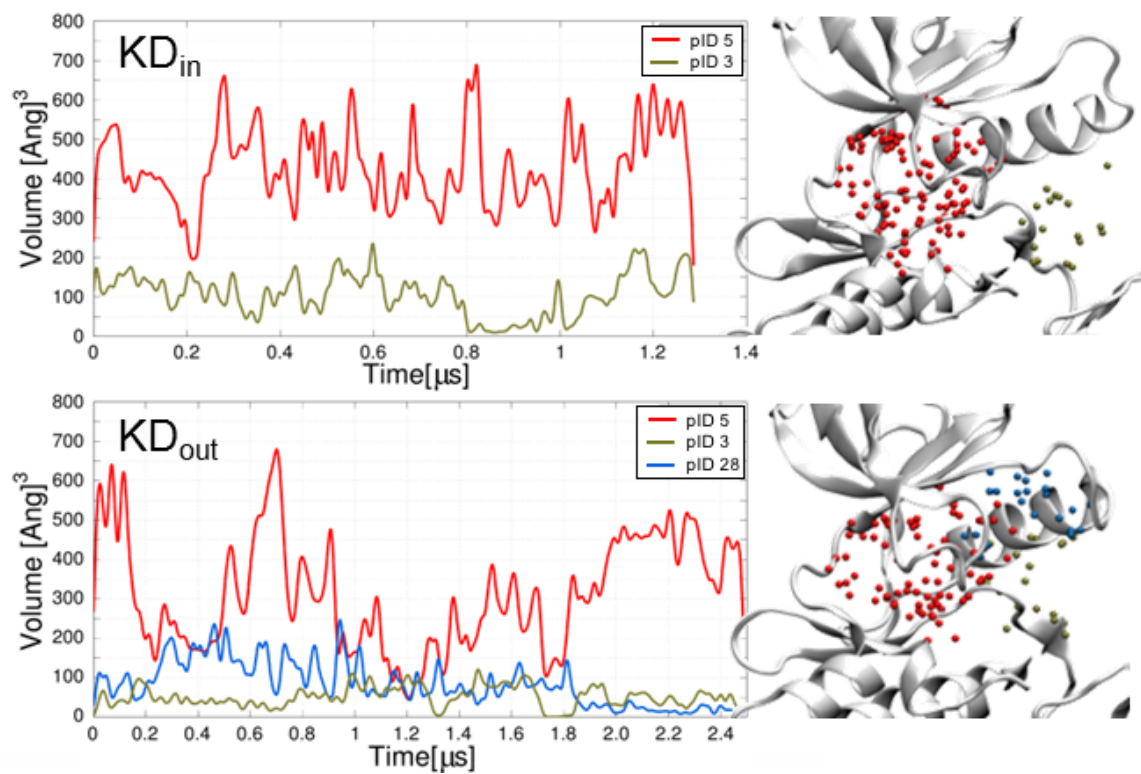 KDin
pID 5
pID 3
Volume [Ang]3
800
700
600
500
400
300
200
100
0
0 0.2 0.4 0.6 0.8 1 1.2 1.4
Time[μs]
KDout
pID 5
pID 3
pID 28
Volume [Ang]3
800
700
600
500
400
300
200
100
0
0 0.2 0.4 0.6 0.8 1 1.2 1.4 1.6 1.8 2.0 2.2 2.4
Time[μs]